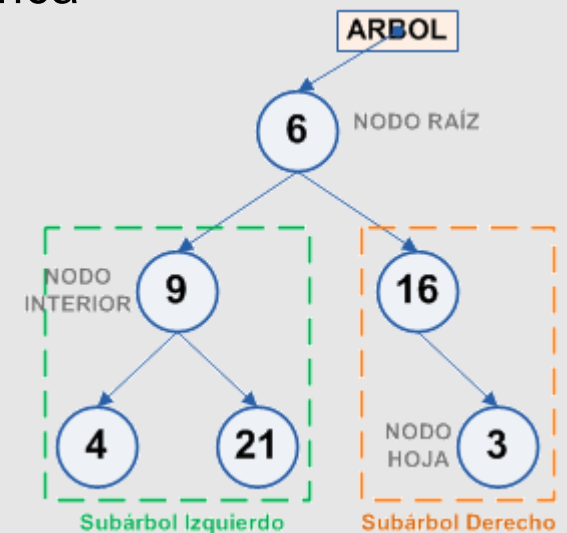 ARBOL
6
NODO RAÍZ
NODO
INTERIOR
9
16
4
21
NODO
HOJA
3
Subárbol Izquierdo
Subárbol Derecho